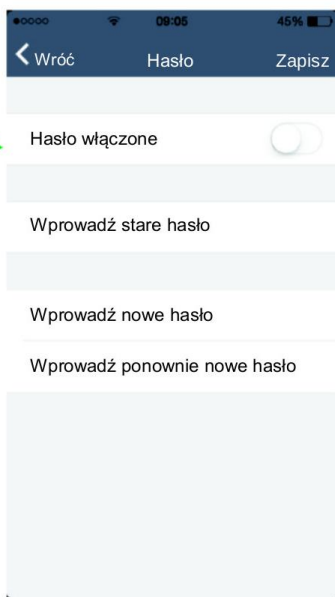 09:05 45%
Wróć Hasło Zapisz
Hasło włączone
Wprowadź stare hasło
Wprowadź nowe hasło
Wprowadź ponownie nowe hasło